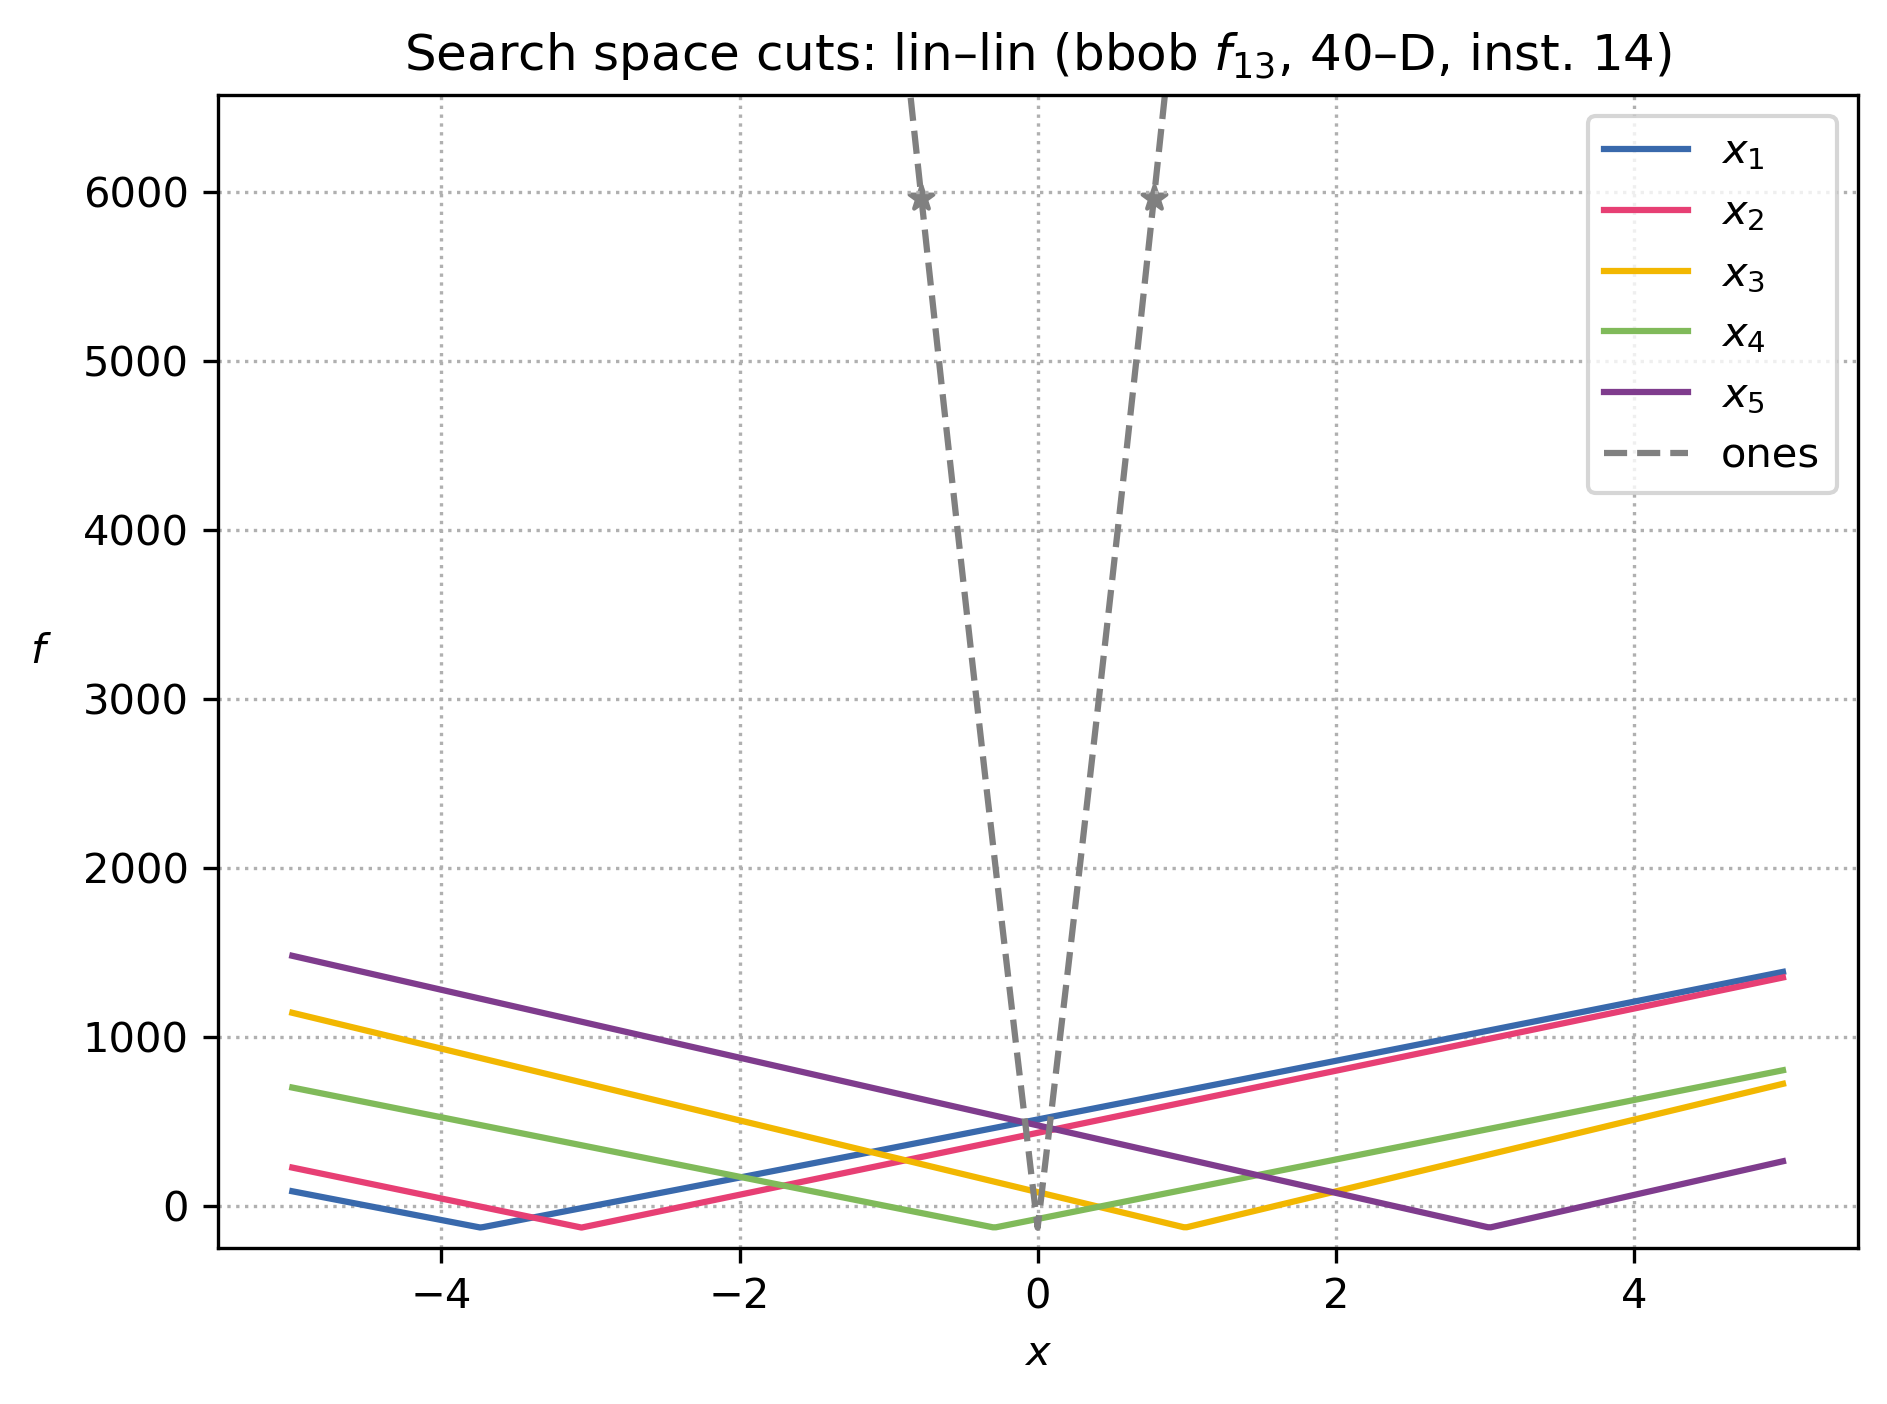 Search space cuts: lin–lin (bbob f13, 40–D, inst. 14)
x1
x2
x3
x4
x5
ones
6000
5000
4000
3000
2000
1000
0
f
−4
−2
0
2
4
x